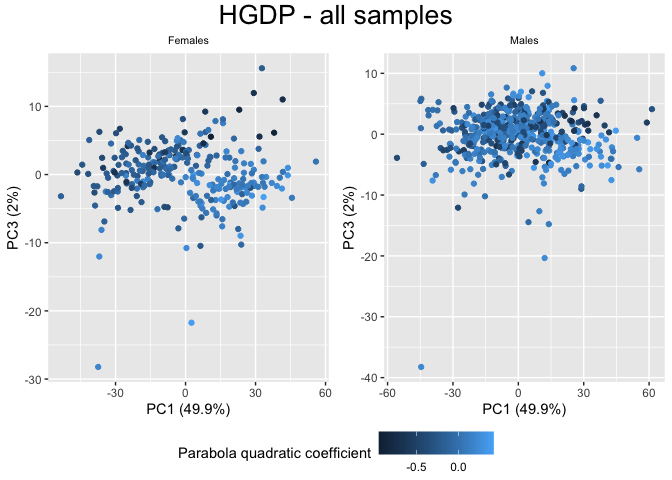 HGDP - all samples
Females
Males
PC3 (2%)
10
0
-10
-20
-30
-30
0
30
60
PC1 (49.9%)
PC3 (2%)
10
0
-10
-20
-30
-40
-60
-30
0
30
60
PC1 (49.9%)
Parabola quadratic coefficient
-0.5
0.0